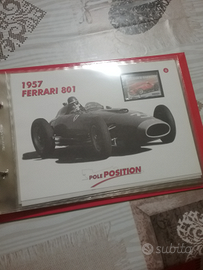 1957
FERRARI 801
POLE POSITION
subito